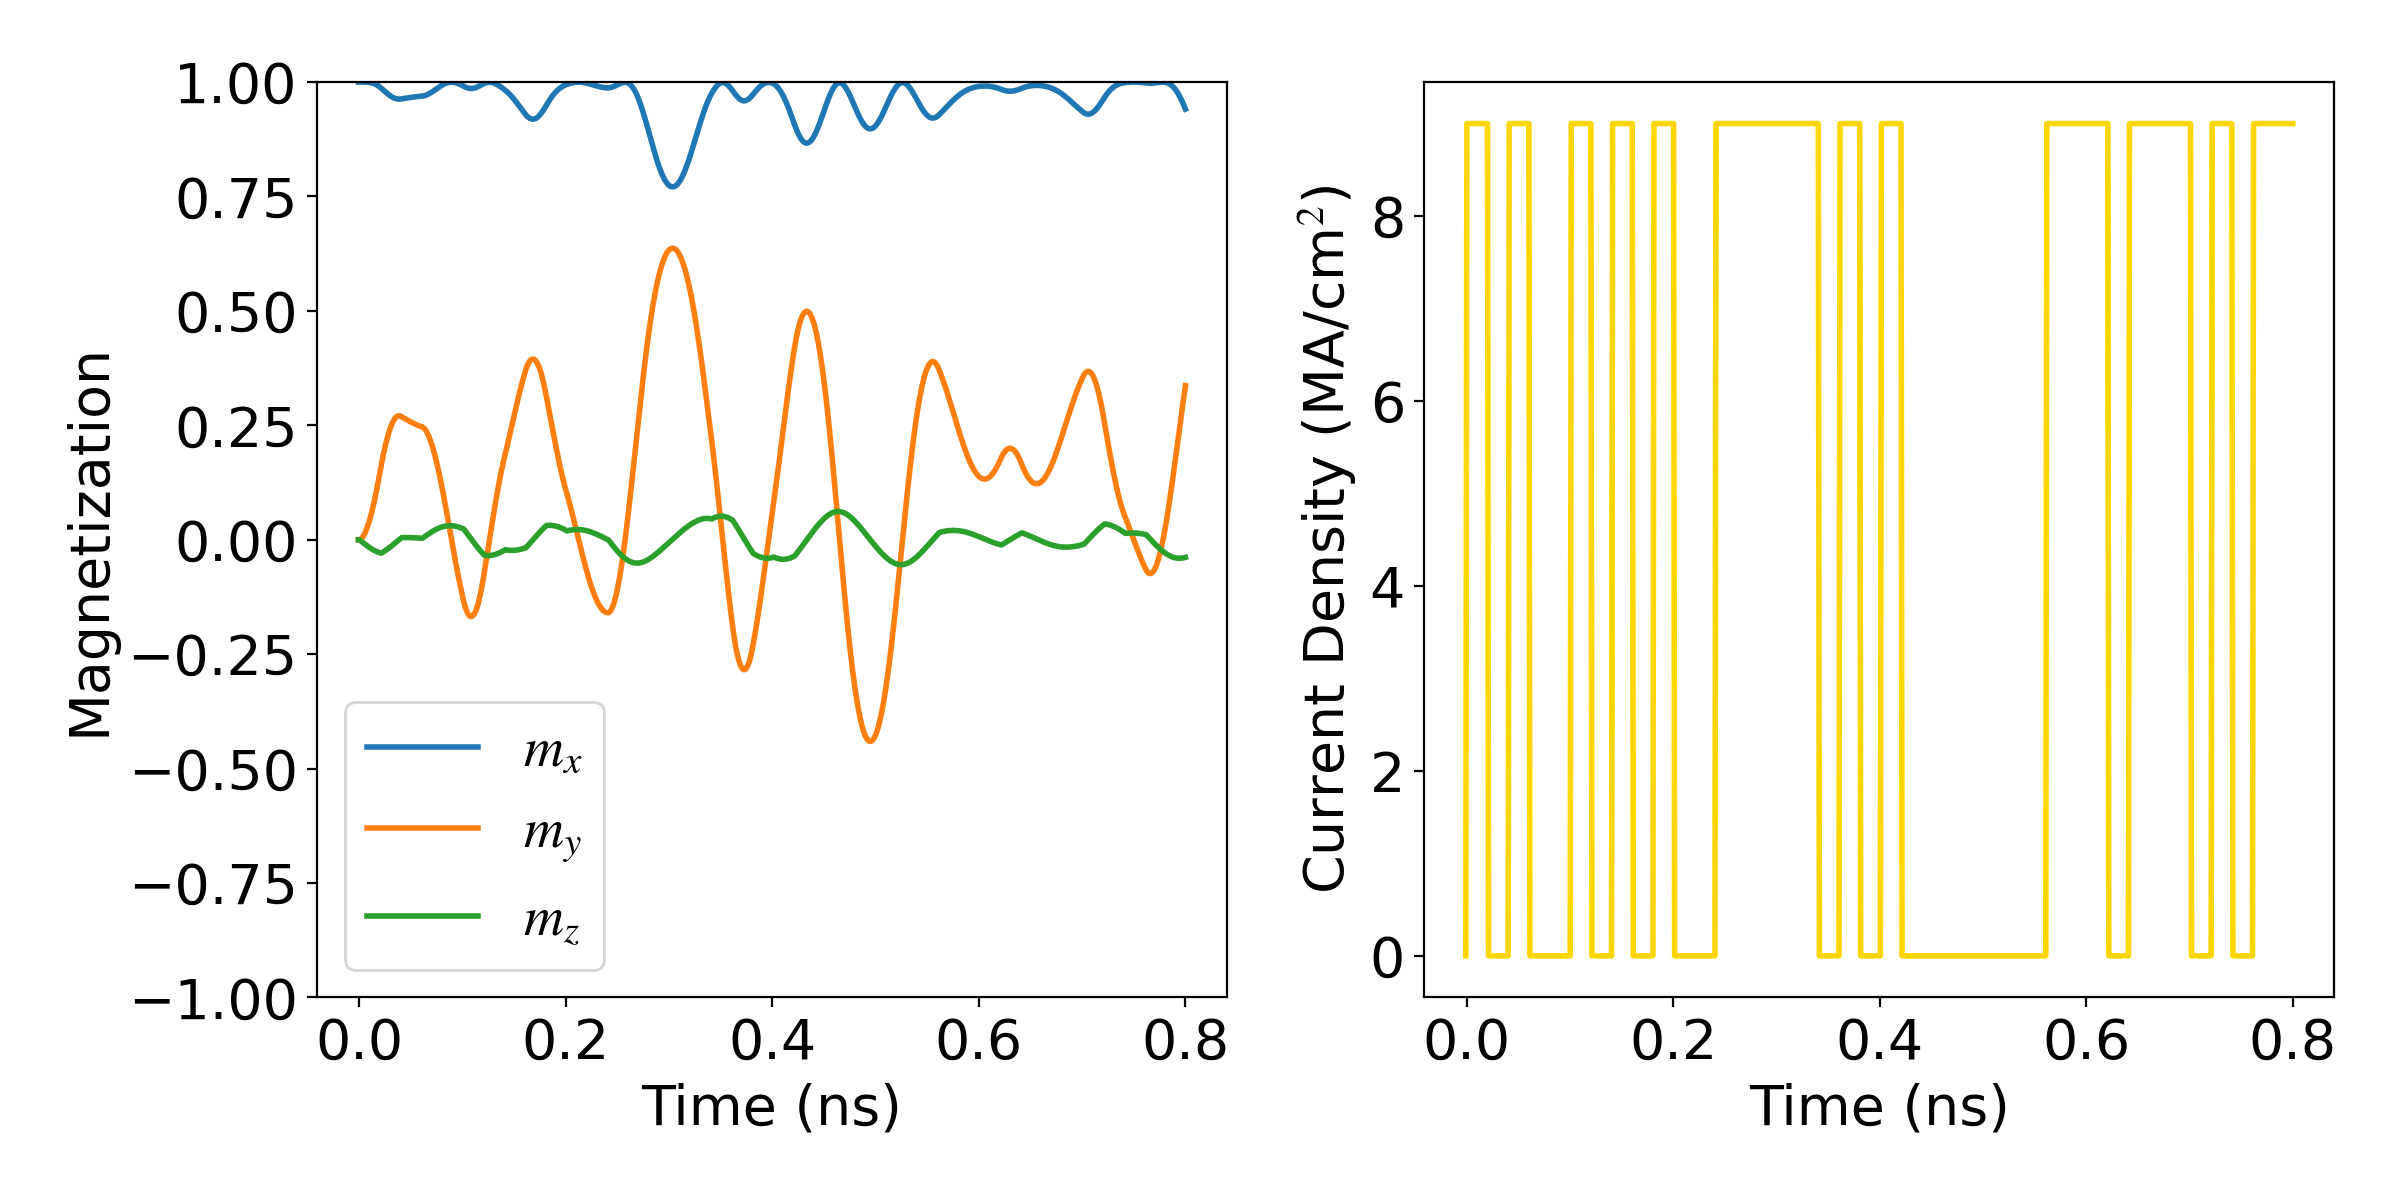 1.00
0.75
0.50
0.25
0.00
−0.25
−0.50
−0.75
−1.00
Magnetization
m_x
m_y
m_z
0.0 0.2 0.4 0.6 0.8
Time (ns)
8
6
4
2
0
Current Density (MA/cm²)
0.0 0.2 0.4 0.6 0.8
Time (ns)